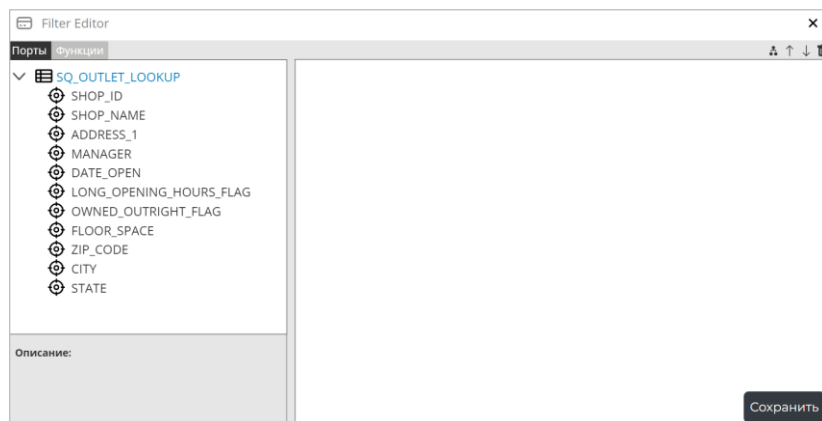 Filter Editor
Порты Функции
SQ_OUTLET_LOOKUP
SHOP_ID
SHOP_NAME
ADDRESS_1
MANAGER
DATE_OPEN
LONG_OPENING_HOURS_FLAG
OWNED_OUTRIGHT_FLAG
FLOOR_SPACE
ZIP_CODE
CITY
STATE
Описание:
Сохранить